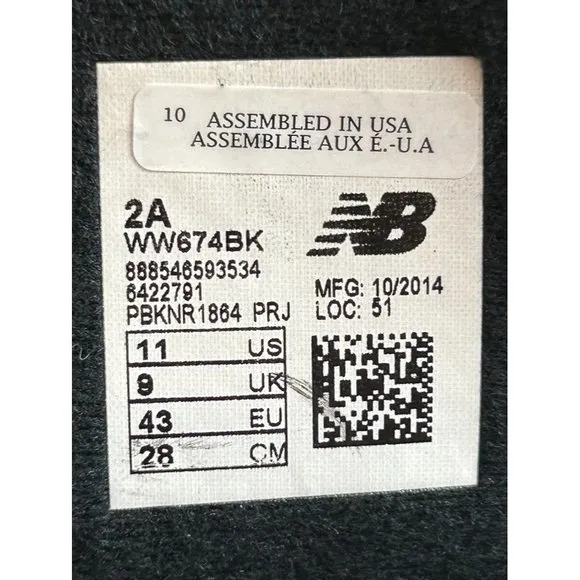 10 ASSEMBLED IN USA
ASSEMBLÉE AUX É.-U.A
2A
WW674BK
888546593534
6422791
PBKNR1864 PRJ
NB
MFG: 10/2014
LOC: 51
11 US
9 UK
43 EU
28 CM